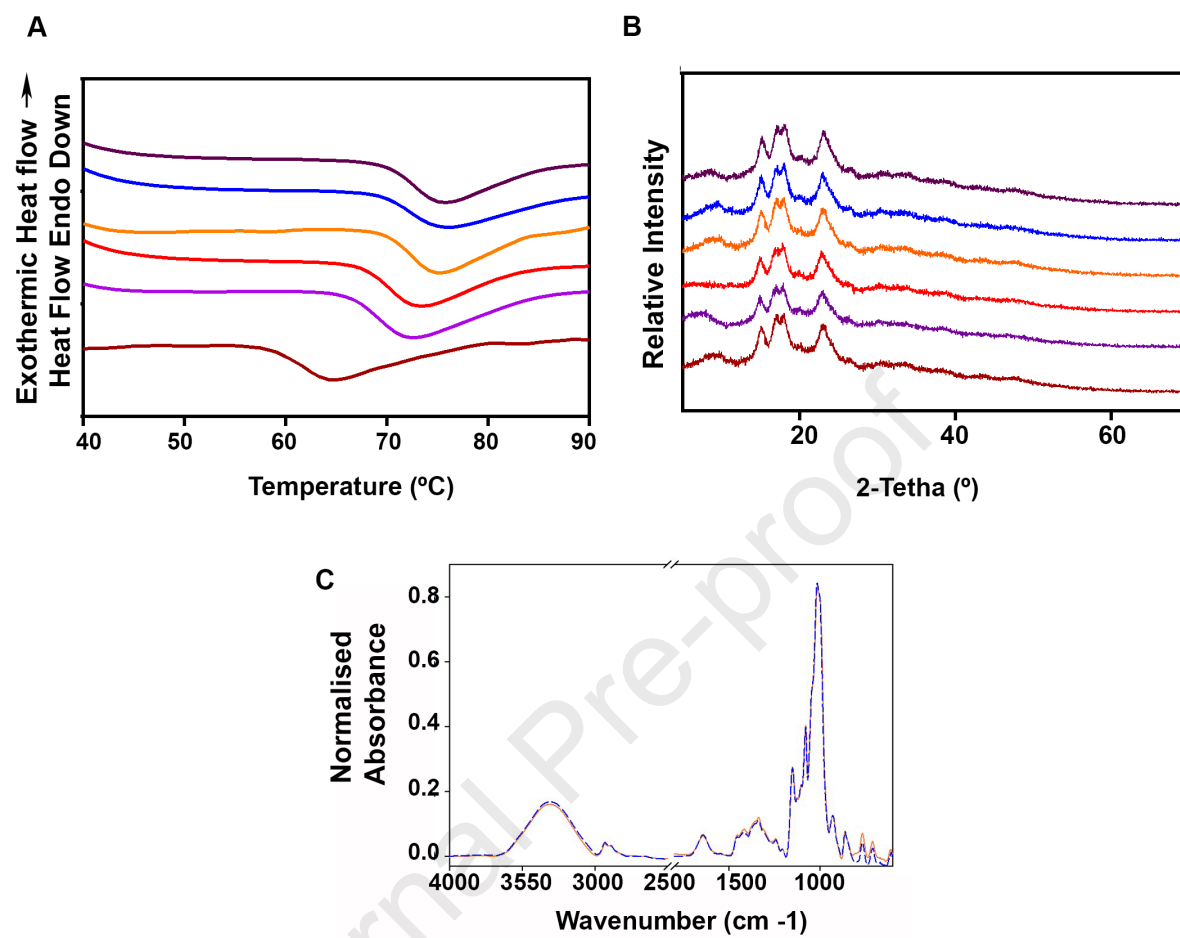 A
B
Exothermic Heat flow →
Heat Flow Endo Down
40 50 60 70 80 90
Temperature (ºC)
Relative Intensity
20 40 60
2-Tetha (º)
C
Normalised
Absorbance
0.8
0.6
0.4
0.2
0.0
4000 3550 3000 2500 1500 1000
Wavenumber (cm -1)
rnal Pre-proof